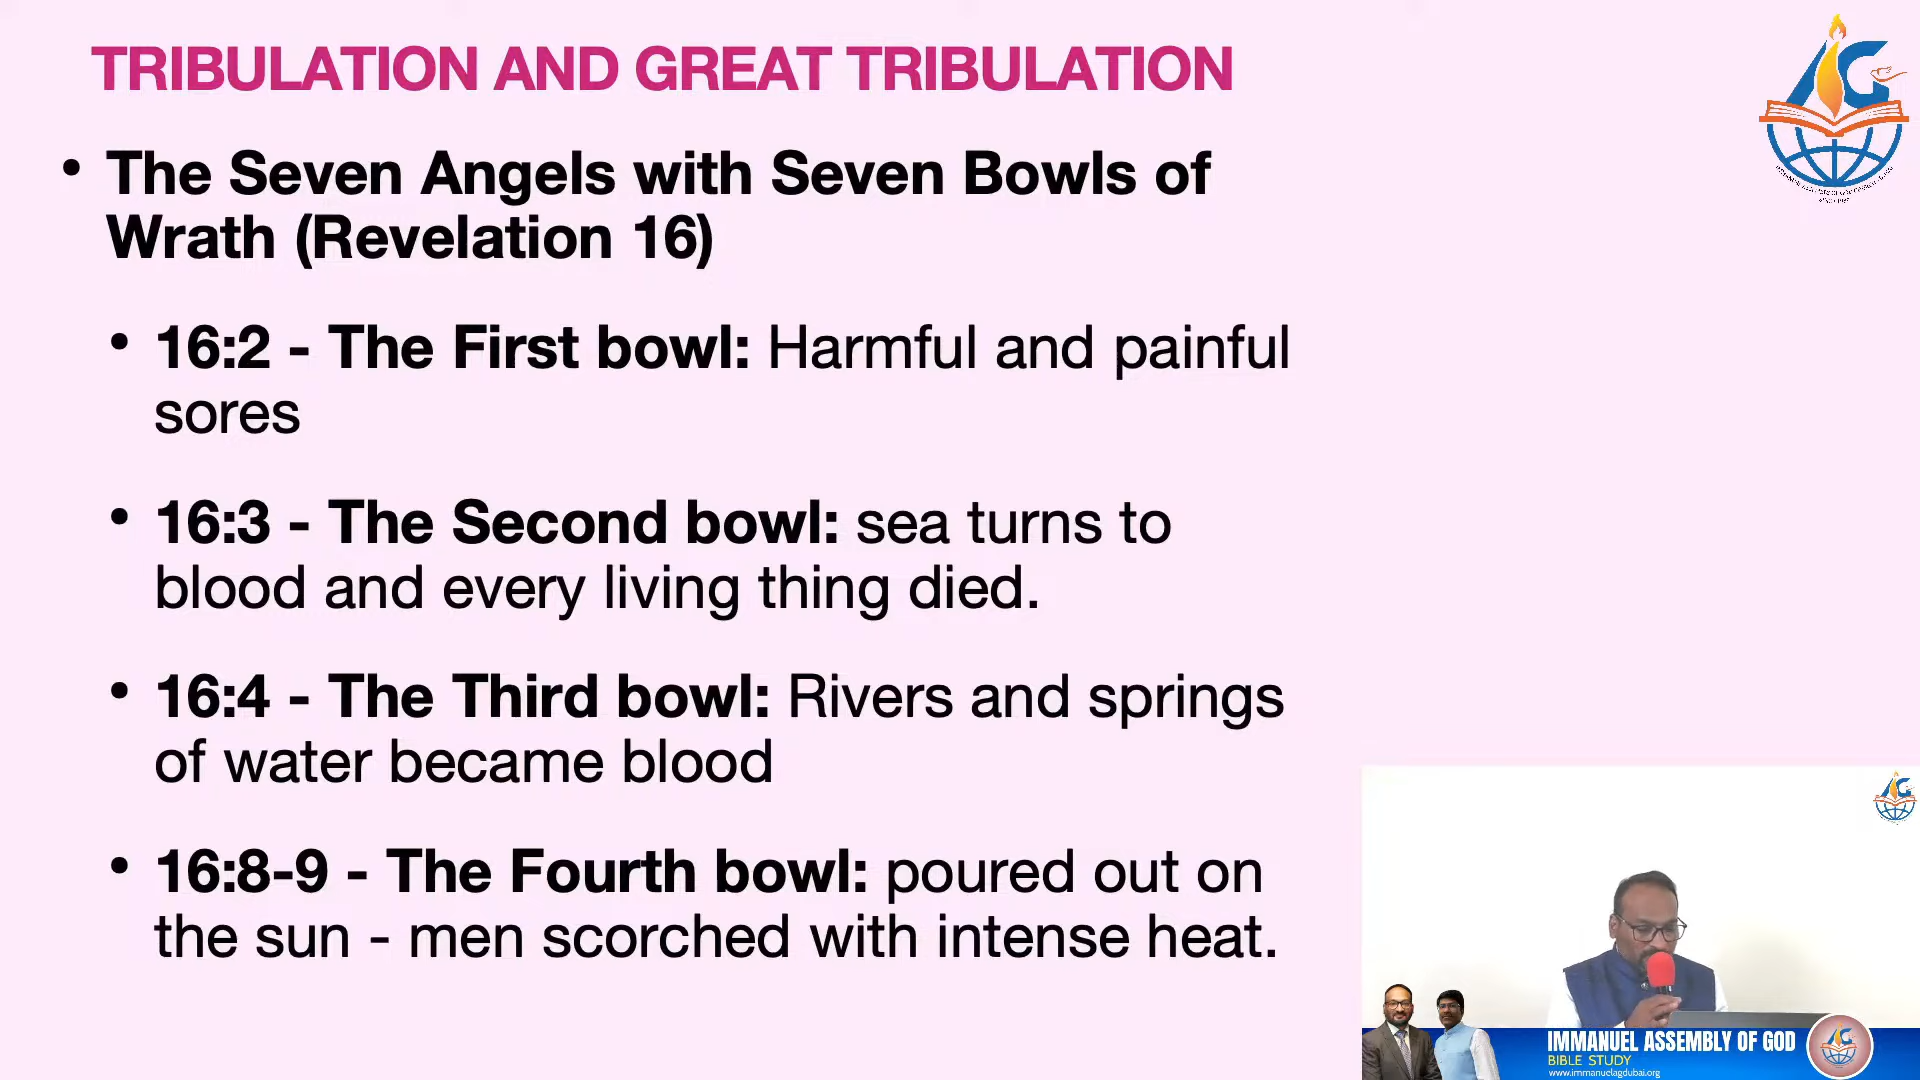 TRIBULATION AND GREAT TRIBULATION
• The Seven Angels with Seven Bowls of
Wrath (Revelation 16)
• 16:2 - The First bowl: Harmful and painful
sores
• 16:3 - The Second bowl: sea turns to
blood and every living thing died.
• 16:4 - The Third bowl: Rivers and springs
of water became blood
• 16:8-9 - The Fourth bowl: poured out on
the sun - men scorched with intense heat.
AG
AG
IMMANUEL ASSEMBLY OF GOD
BIBLE STUDY
www.immanuelagdubai.org